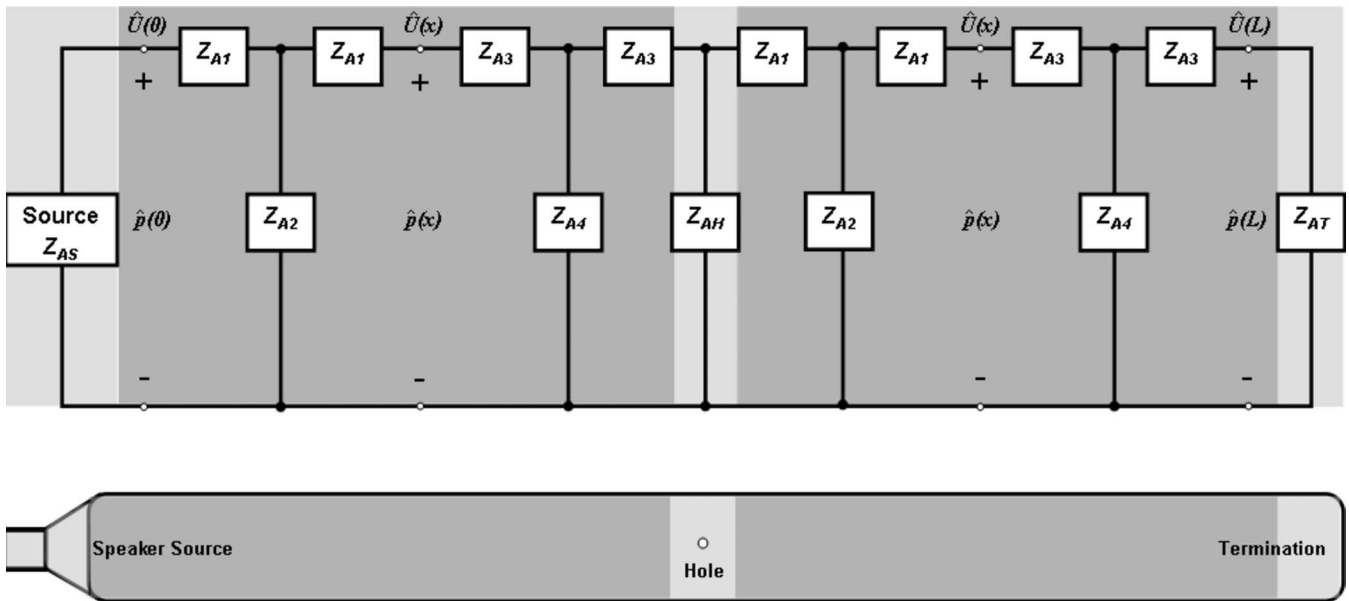 Û(0) Û(x) Û(x) Û(L)
Z_A1 Z_A1 Z_A3 Z_A3 Z_A1 Z_A1 Z_A3 Z_A3
+ + + +
Source
Z_AS
p̂(0) Z_A2 p̂(x) Z_A4 Z_AH Z_A2 p̂(x) Z_A4 p̂(L) Z_AT
- - - -
Speaker Source
Hole
Termination